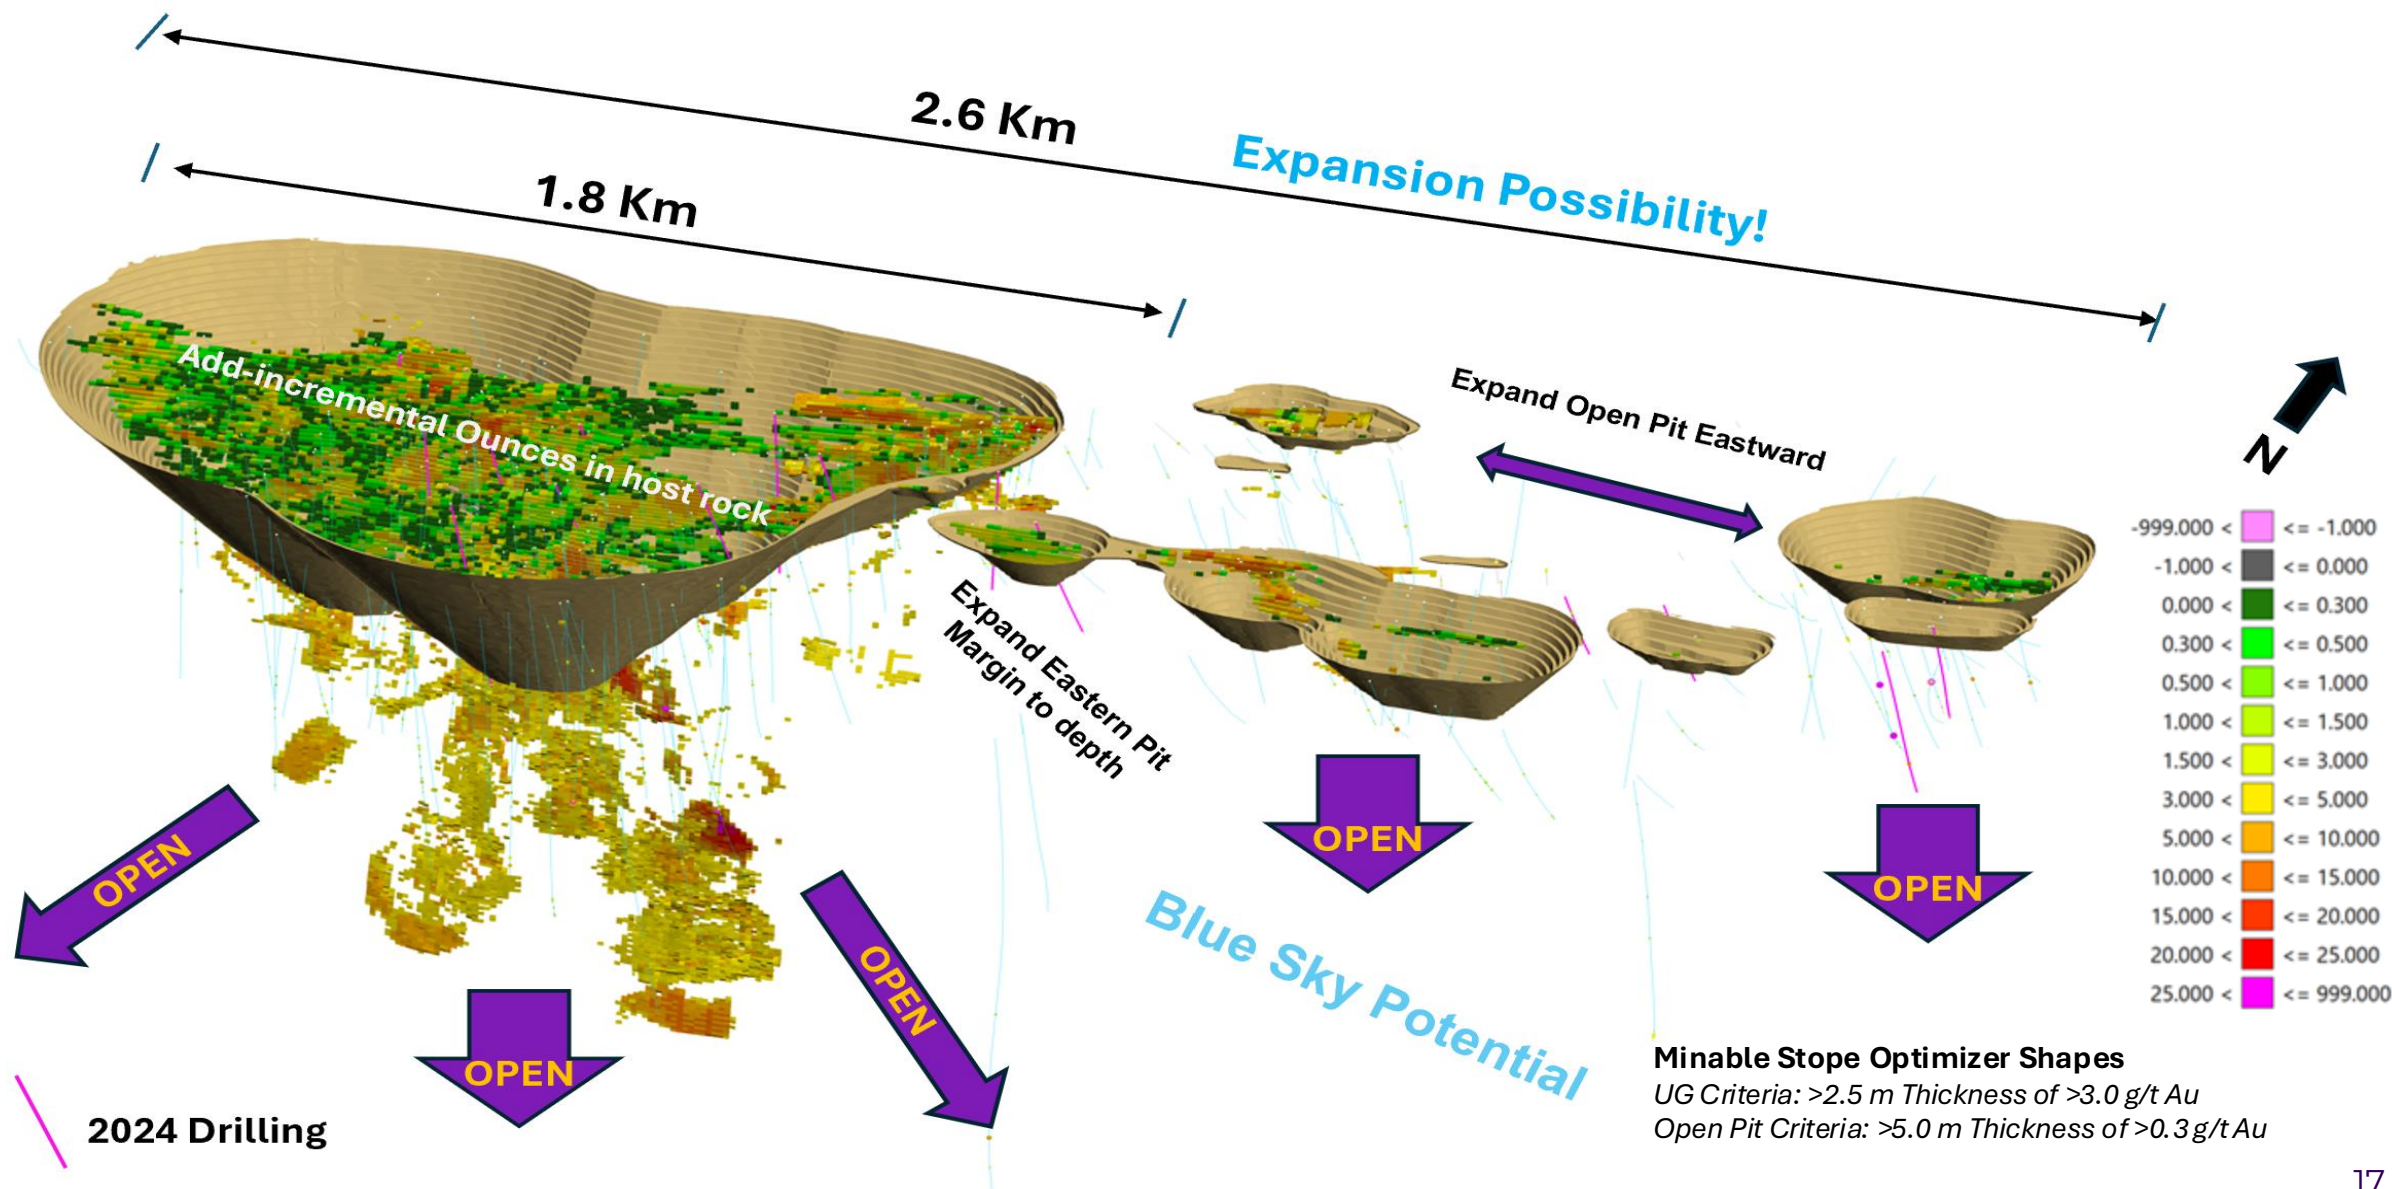 2.6 Km
Expansion Possibility!
1.8 Km
Add-incremental Ounces in host rock
Expand Open Pit Eastward
N
Expand Eastern Pit
Margin to depth
OPEN
OPEN
OPEN
OPEN
OPEN
Blue Sky Potential
-999.000 < <= -1.000
-1.000 < <= 0.000
0.000 < <= 0.300
0.300 < <= 0.500
0.500 < <= 1.000
1.000 < <= 1.500
1.500 < <= 3.000
3.000 < <= 5.000
5.000 < <= 10.000
10.000 < <= 15.000
15.000 < <= 20.000
20.000 < <= 25.000
25.000 < <= 999.000
2024 Drilling
Minable Stope Optimizer Shapes
UG Criteria: >2.5 m Thickness of >3.0 g/t Au
Open Pit Criteria: >5.0 m Thickness of >0.3 g/t Au
17